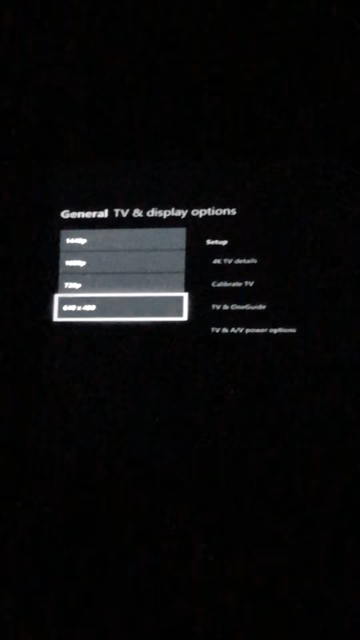 General TV & display options
1440p
1080p
720p
640 x 480
Setup
4K TV details
Calibrate TV
TV & OneGuide
TV & A/V power options